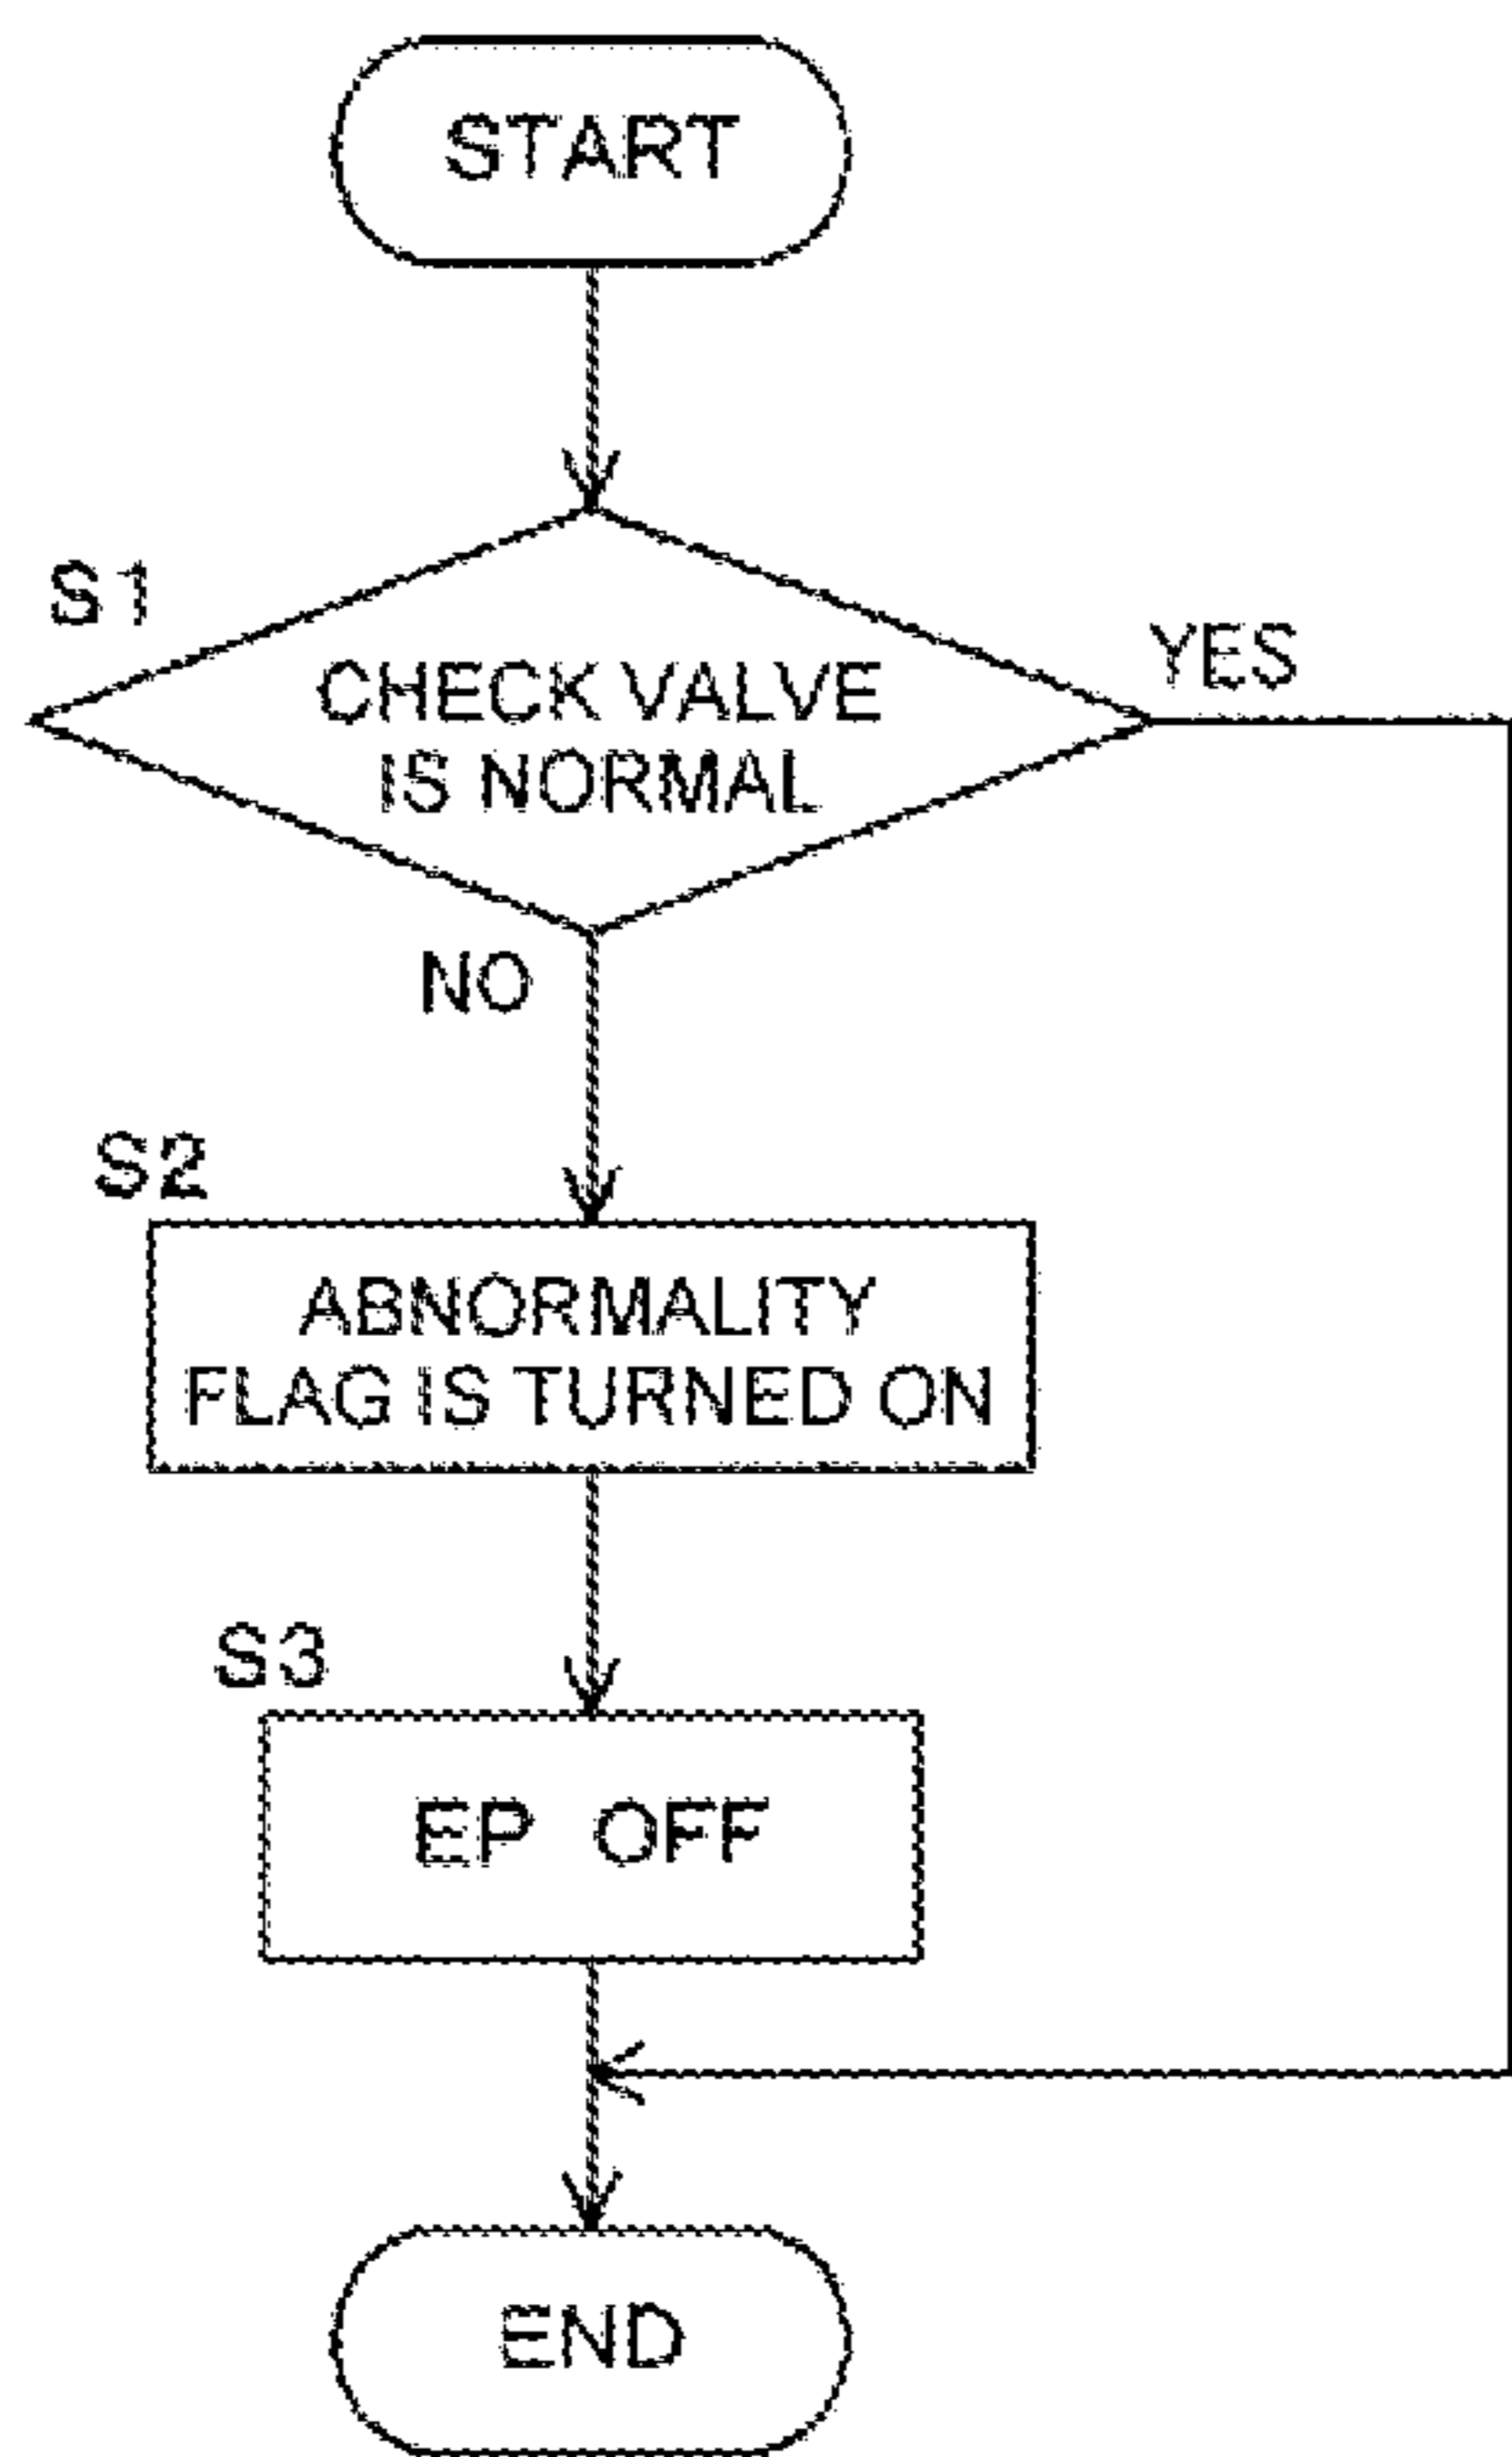 START
S1
CHECK VALVE
IS NORMAL
YES
NO
S2
ABNORMALITY
FLAG IS TURNED ON
S3
EP OFF
END